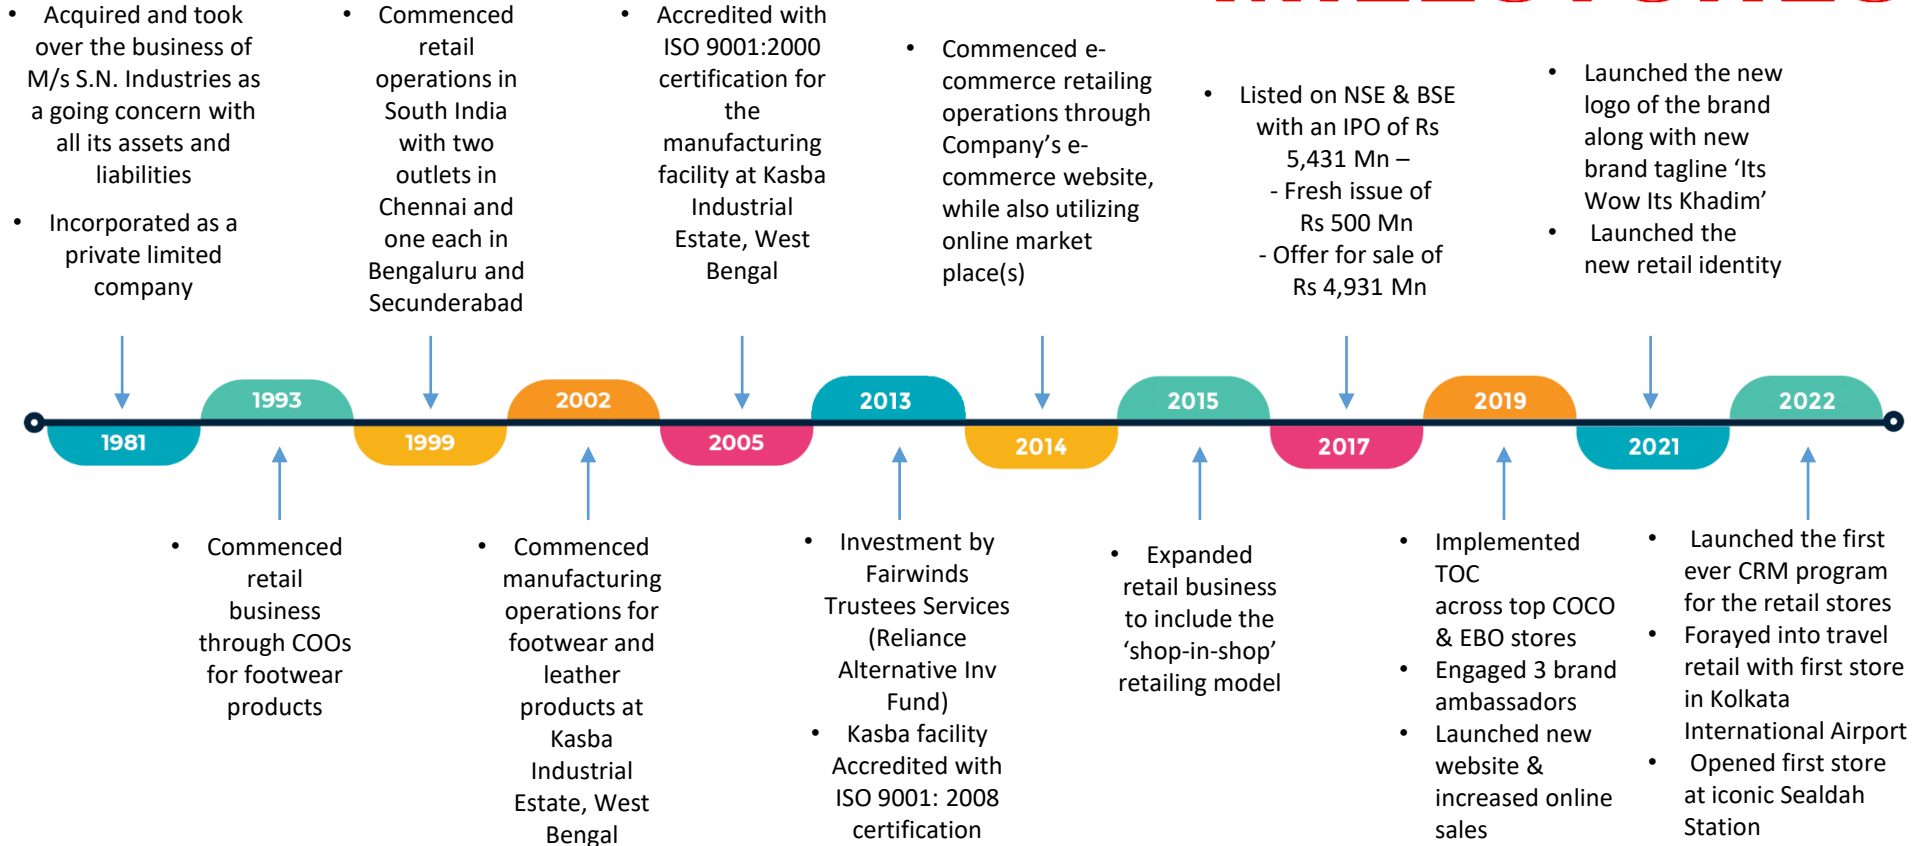 MILESTONES
• Acquired and took
over the business of
M/s S.N. Industries as
a going concern with
all its assets and
liabilities
• Incorporated as a
private limited
company
• Commenced
retail
operations in
South India
with two
outlets in
Chennai and
one each in
Bengaluru and
Secunderabad
• Accredited with
ISO 9001:2000
certification for
the
manufacturing
facility at Kasba
Industrial
Estate, West
Bengal
• Commenced e-
commerce retailing
operations through
Company’s e-
commerce website,
while also utilizing
online market
place(s)
• Listed on NSE & BSE
with an IPO of Rs
5,431 Mn –
- Fresh issue of
Rs 500 Mn
- Offer for sale of
Rs 4,931 Mn
• Launched the new
logo of the brand
along with new
brand tagline ‘Its
Wow Its Khadim’
• Launched the
new retail identity
1981
1993
1999
2002
2005
2013
2014
2015
2017
2019
2021
2022
• Commenced
retail
business
through COOs
for footwear
products
• Commenced
manufacturing
operations for
footwear and
leather
products at
Kasba
Industrial
Estate, West
Bengal
• Investment by
Fairwinds
Trustees Services
(Reliance
Alternative Inv
Fund)
• Kasba facility
Accredited with
ISO 9001: 2008
certification
• Expanded
retail business
to include the
‘shop-in-shop’
retailing model
• Implemented
TOC
across top COCO
& EBO stores
• Engaged 3 brand
ambassadors
• Launched new
website &
increased online
sales
• Launched the first
ever CRM program
for the retail stores
• Forayed into travel
retail with first store
in Kolkata
International Airport
• Opened first store
at iconic Sealdah
Station